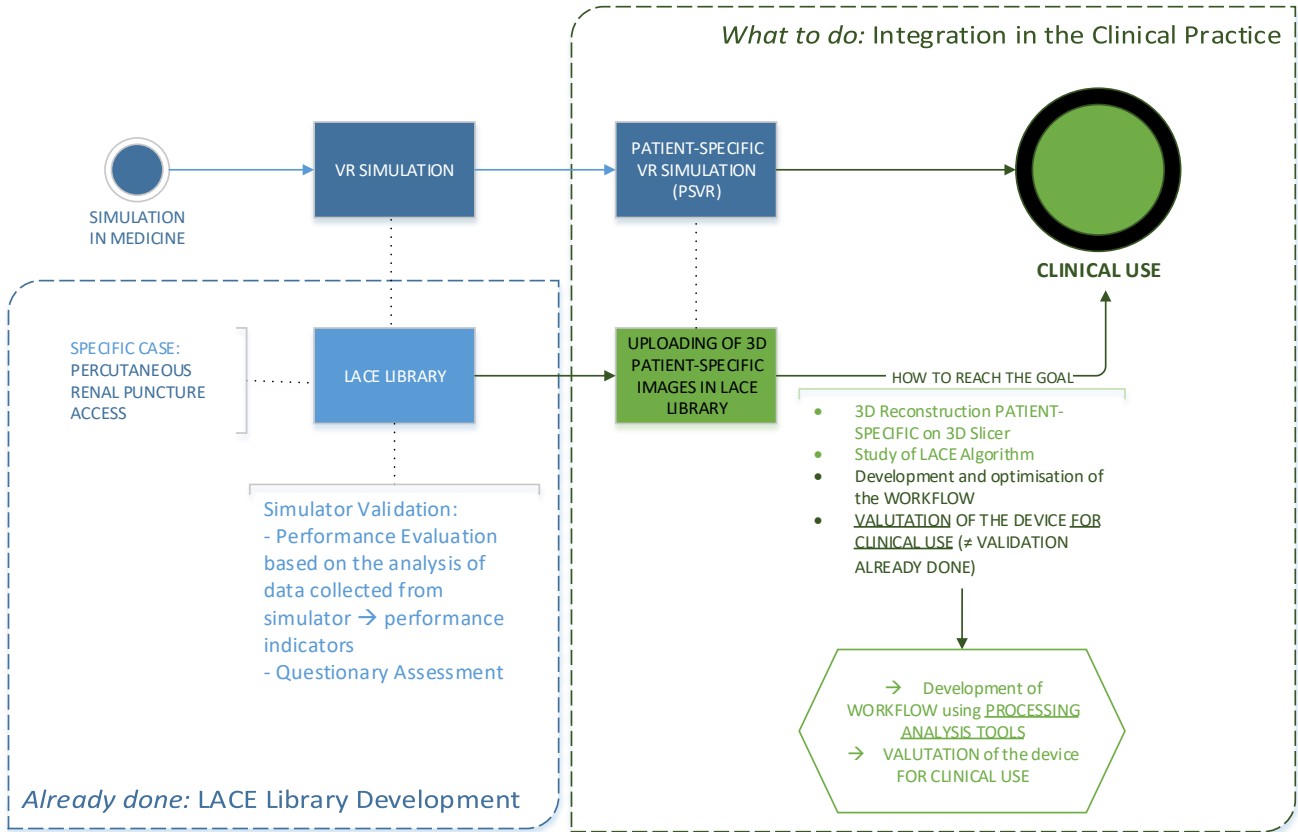 What to do: Integration in the Clinical Practice
SIMULATION
IN MEDICINE
VR SIMULATION
PATIENT-SPECIFIC
VR SIMULATION
(PSVR)
CLINICAL USE
SPECIFIC CASE:
PERCUTANEOUS
RENAL PUNCTURE
ACCESS
LACE LIBRARY
UPLOADING OF 3D
PATIENT-SPECIFIC
IMAGES IN LACE
LIBRARY
HOW TO REACH THE GOAL
• 3D Reconstruction PATIENT-
SPECIFIC on 3D Slicer
• Study of LACE Algorithm
• Development and optimisation of
the WORKFLOW
• VALUTATION OF THE DEVICE FOR
CLINICAL USE (≠ VALIDATION
ALREADY DONE)
Simulator Validation:
- Performance Evaluation
based on the analysis of
data collected from
simulator → performance
indicators
- Questionary Assessment
→ Development of
WORKFLOW using PROCESSING
ANALYSIS TOOLS
→ VALUTATION of the device
FOR CLINICAL USE
Already done: LACE Library Development